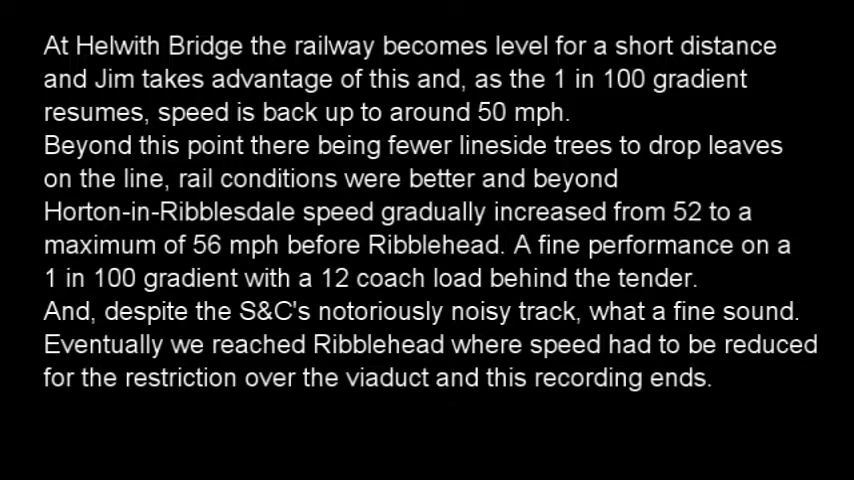 At Helwith Bridge the railway becomes level for a short distance
and Jim takes advantage of this and, as the 1 in 100 gradient
resumes, speed is back up to around 50 mph.
Beyond this point there being fewer lineside trees to drop leaves
on the line, rail conditions were better and beyond
Horton-in-Ribblesdale speed gradually increased from 52 to a
maximum of 56 mph before Ribblehead. A fine performance on a
1 in 100 gradient with a 12 coach load behind the tender.
And, despite the S&C's notoriously noisy track, what a fine sound.
Eventually we reached Ribblehead where speed had to be reduced
for the restriction over the viaduct and this recording ends.